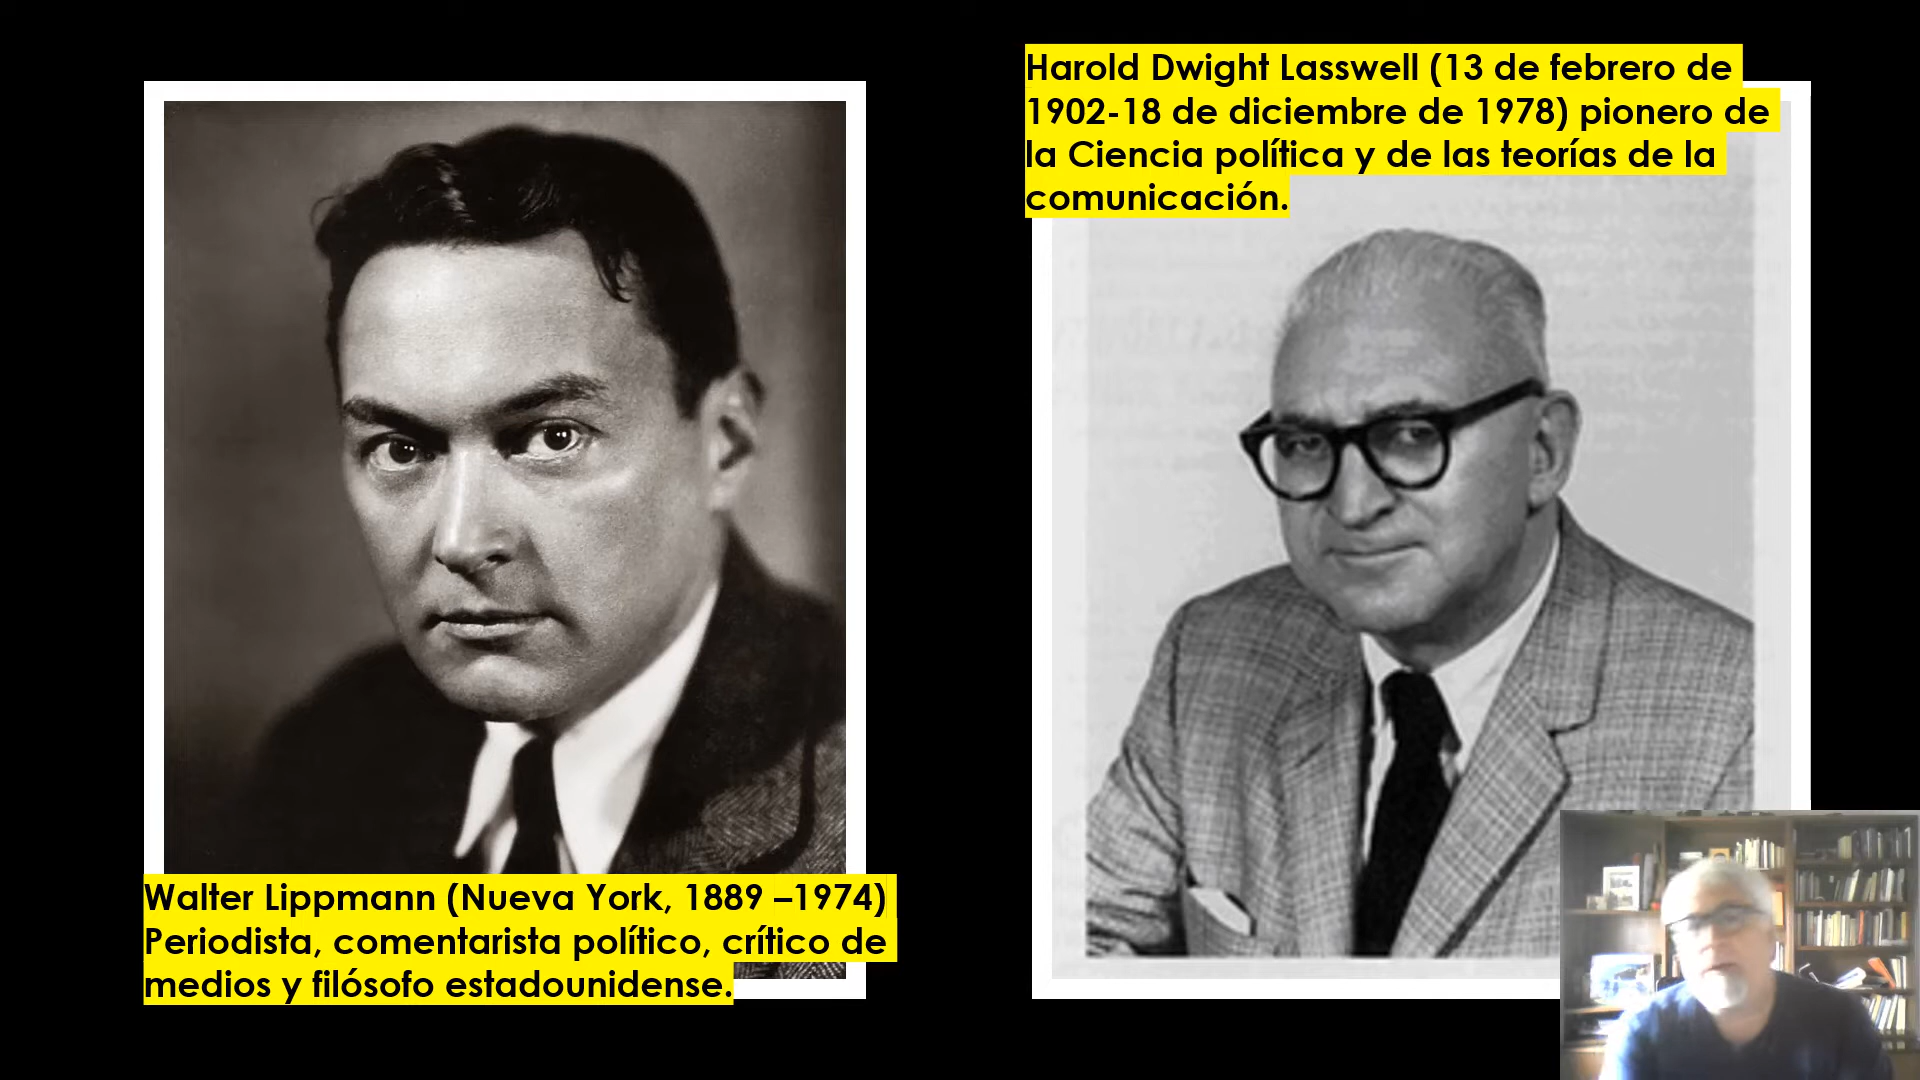 Harold Dwight Lasswell (13 de febrero de
1902-18 de diciembre de 1978) pionero de
la Ciencia política y de las teorías de la
comunicación.
Walter Lippmann (Nueva York, 1889 –1974)
Periodista, comentarista político, crítico de
medios y filósofo estadounidense.